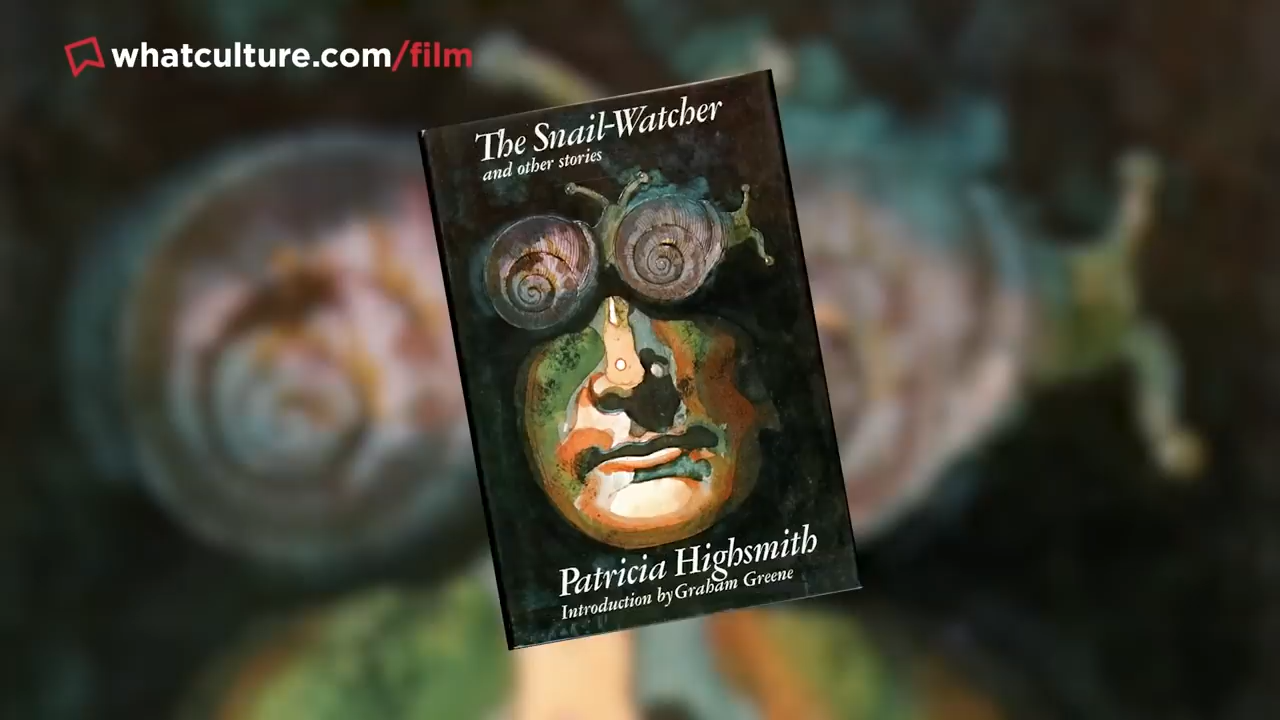 whatculture.com/film
The Snail-Watcher
and other stories
Patricia Highsmith
Introduction by Graham Greene